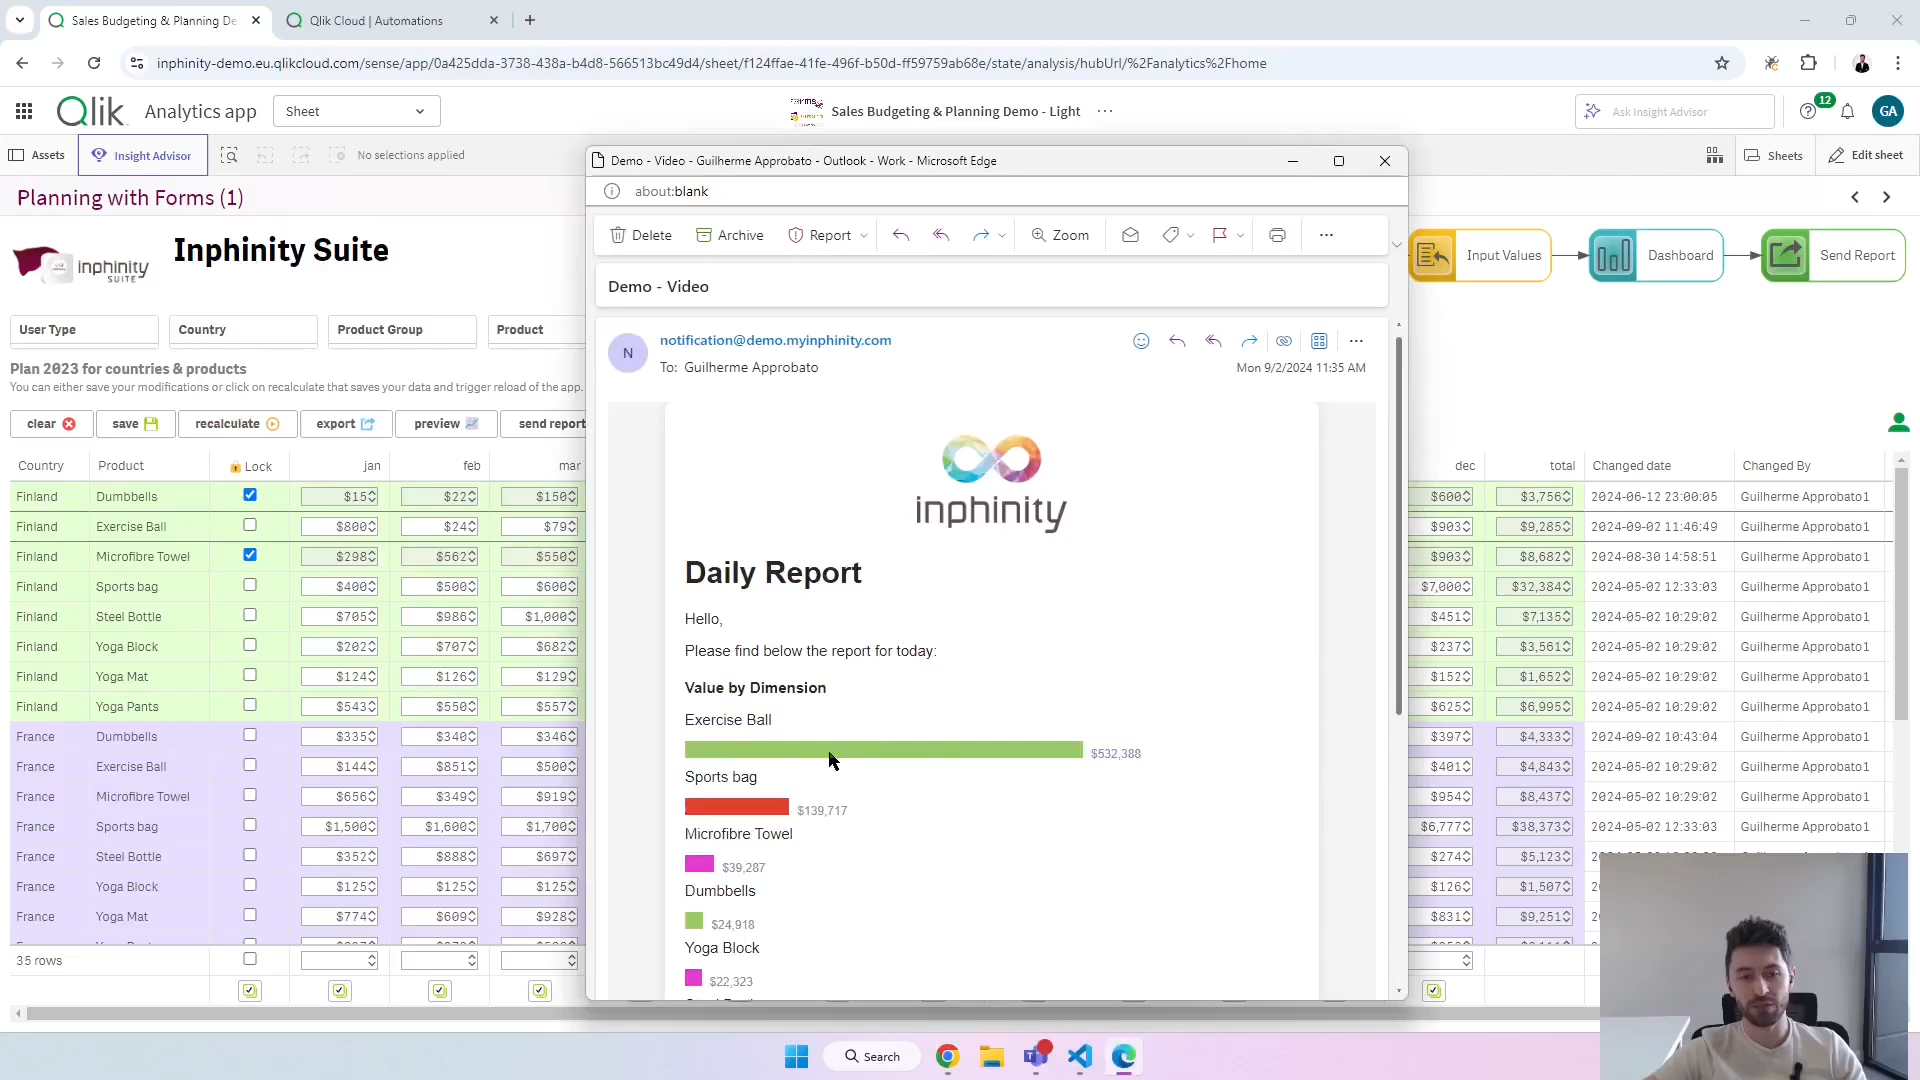 Sales Budgeting & Planning De
Qlik Cloud | Automations
inphinity-demo.eu.qlikcloud.com/sense/app/0a425dda-3738-438a-b4d8-566513bc49d4/sheet/f124ffae-41fe-496f-b50d-ff59759ab68e/state/analysis/hubUrl/%2Fanalytics%2Fhome
Qlik
Analytics app
Sheet
Sales Budgeting & Planning Demo - Light
Ask Insight Advisor
12
GA
Assets
Insight Advisor
No selections applied
Sheets
Edit sheet
Planning with Forms (1)
inphinity
SUITE
Inphinity Suite
Input Values
Dashboard
Send Report
User Type
Country
Product Group
Product
Plan 2023 for countries & products
You can either save your modifications or click on recalculate that saves your data and trigger reload of the app.
clear
save
recalculate
export
preview
send report
Country Product Lock jan feb mar dec total Changed date Changed By
Finland Dumbbells $15 $22 $150 $600 $3,756 2024-06-12 23:00:05 Guilherme Approbato1
Finland Exercise Ball $800 $24 $79 $903 $9,285 2024-09-02 11:46:49 Guilherme Approbato1
Finland Microfibre Towel $298 $562 $550 $903 $8,682 2024-08-30 14:58:51 Guilherme Approbato1
Finland Sports bag $400 $500 $600 $7,000 $32,384 2024-05-02 12:33:03 Guilherme Approbato1
Finland Steel Bottle $705 $986 $1,000 $451 $7,135 2024-05-02 10:29:02 Guilherme Approbato1
Finland Yoga Block $202 $707 $682 $237 $3,561 2024-05-02 10:29:02 Guilherme Approbato1
Finland Yoga Mat $124 $126 $129 $152 $1,652 2024-05-02 10:29:02 Guilherme Approbato1
Finland Yoga Pants $543 $550 $557 $625 $6,995 2024-05-02 10:29:02 Guilherme Approbato1
France Dumbbells $335 $340 $346 $397 $4,333 2024-09-02 10:43:04 Guilherme Approbato1
France Exercise Ball $144 $851 $500 $401 $4,843 2024-05-02 10:29:02 Guilherme Approbato1
France Microfibre Towel $656 $349 $919 $954 $8,437 2024-05-02 10:29:02 Guilherme Approbato1
France Sports bag $1,500 $1,600 $1,700 $6,777 $38,373 2024-05-02 12:33:03 Guilherme Approbato1
France Steel Bottle $352 $888 $697 $274 $5,123
France Yoga Block $125 $125 $125 $126 $1,507
France Yoga Mat $774 $609 $928 $831 $9,251
35 rows
Demo - Video - Guilherme Approbato - Outlook - Work - Microsoft Edge
about:blank
Delete
Archive
Report
Zoom
Demo - Video
N
notification@demo.myinphinity.com
To: Guilherme Approbato
Mon 9/2/2024 11:35 AM
inphinity
Daily Report
Hello,
Please find below the report for today:
Value by Dimension
Exercise Ball
$532,388
Sports bag
$139,717
Microfibre Towel
$39,287
Dumbbells
$24,918
Yoga Block
$22,323
Search